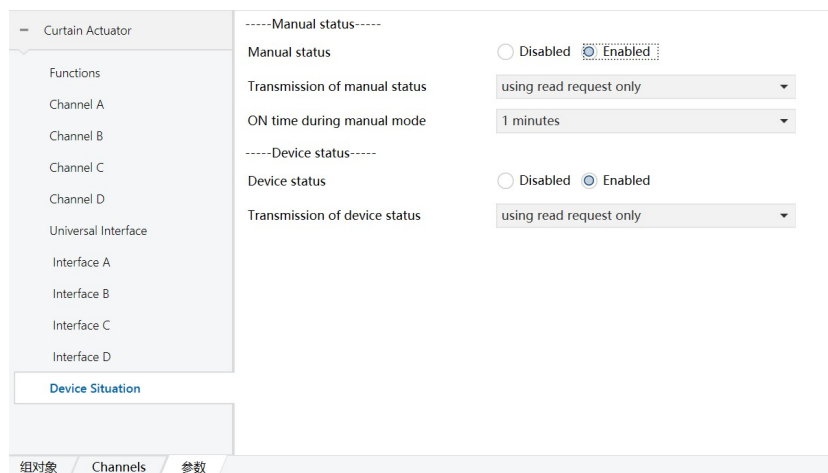 Curtain Actuator
Functions
Channel A
Channel B
Channel C
Channel D
Universal Interface
Interface A
Interface B
Interface C
Interface D
Device Situation
-----Manual status-----
Manual status Disabled Enabled
Transmission of manual status using read request only
ON time during manual mode 1 minutes
-----Device status-----
Device status Disabled Enabled
Transmission of device status using read request only
组对象 Channels 参数